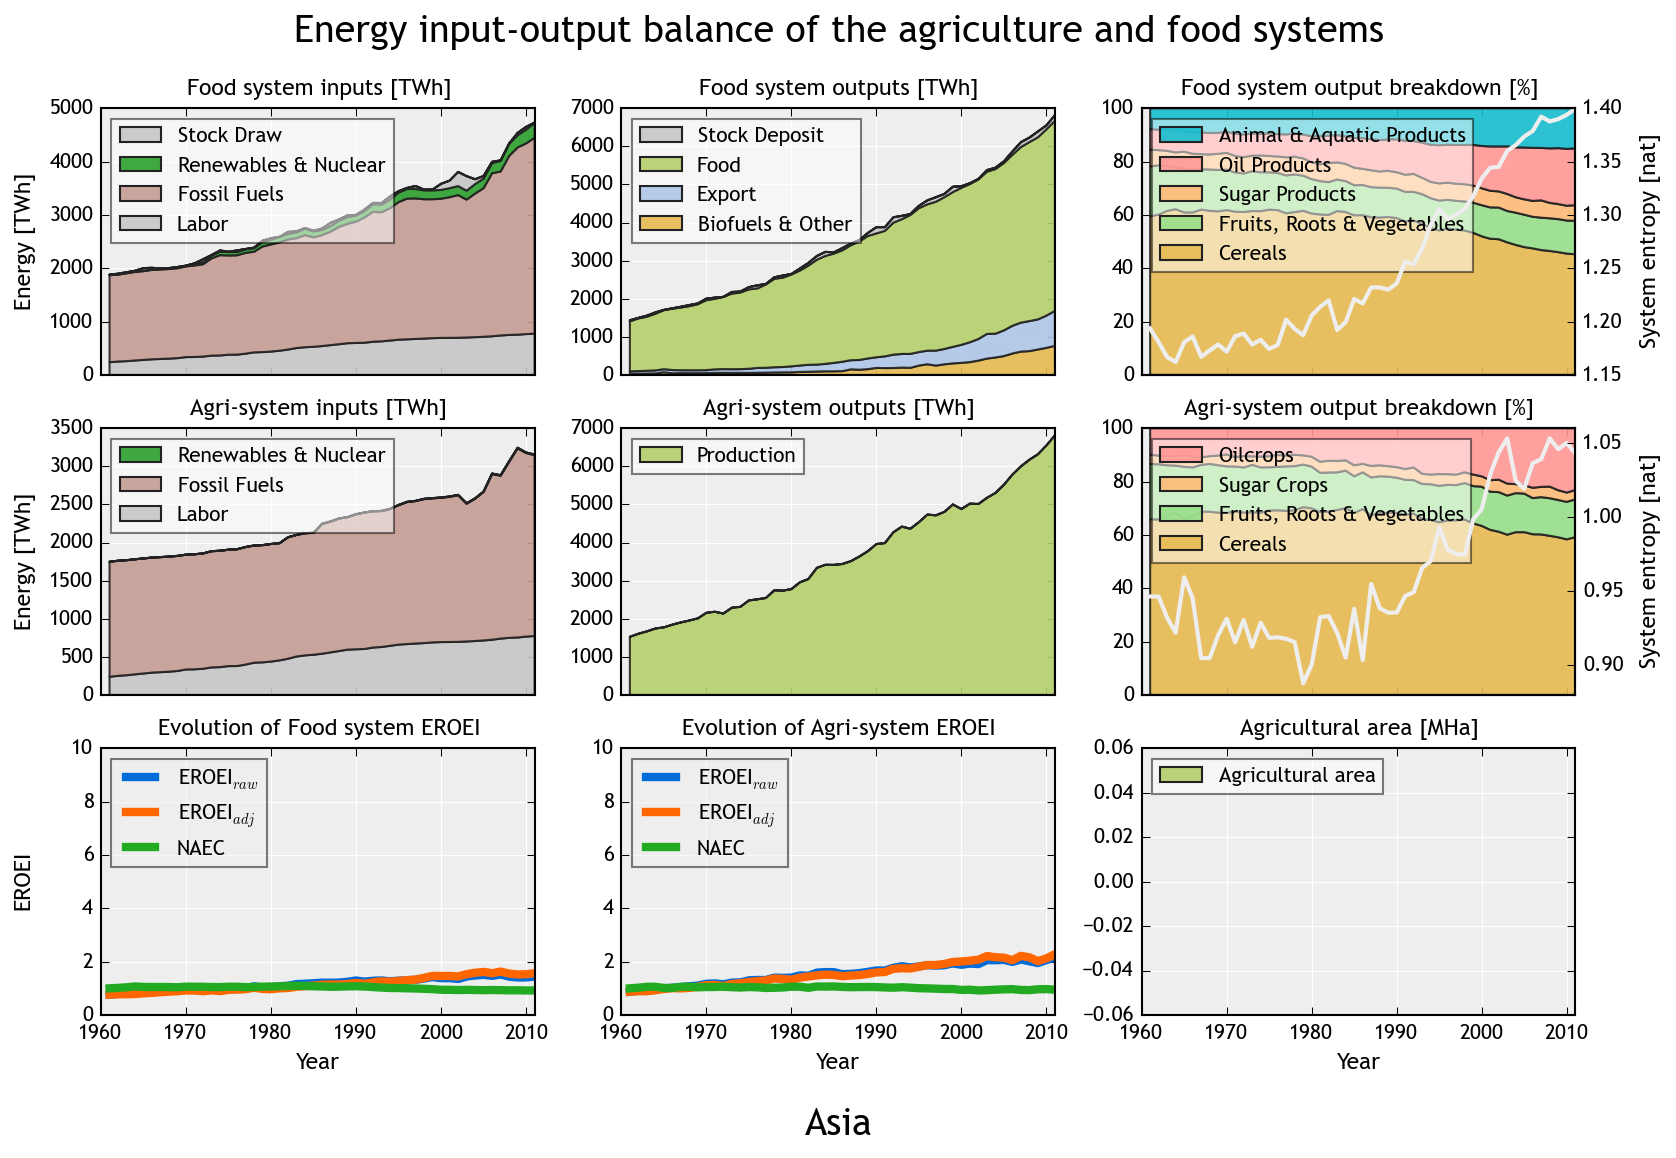 Energy input-output balance of the agriculture and food systems
Food system inputs [TWh]
Energy [TWh]
5000
4000
3000
2000
1000
0
Stock Draw
Renewables & Nuclear
Fossil Fuels
Labor
Food system outputs [TWh]
7000
6000
5000
4000
3000
2000
1000
0
Stock Deposit
Food
Export
Biofuels & Other
Food system output breakdown [%]
100
80
60
40
20
0
Animal & Aquatic Products
Oil Products
Sugar Products
Fruits, Roots & Vegetables
Cereals
1.40
1.35
1.30
1.25
1.20
1.15
System entropy [nat]
Agri-system inputs [TWh]
Energy [TWh]
3500
3000
2500
2000
1500
1000
500
0
Renewables & Nuclear
Fossil Fuels
Labor
Agri-system outputs [TWh]
7000
6000
5000
4000
3000
2000
1000
0
Production
Agri-system output breakdown [%]
100
80
60
40
20
0
Oilcrops
Sugar Crops
Fruits, Roots & Vegetables
Cereals
1.05
1.00
0.95
0.90
System entropy [nat]
Evolution of Food system EROEI
EROEI
10
8
6
4
2
0
EROEI raw
EROEI adj
NAEC
1960 1970 1980 1990 2000 2010
Year
Evolution of Agri-system EROEI
10
8
6
4
2
0
EROEI raw
EROEI adj
NAEC
1960 1970 1980 1990 2000 2010
Year
Agricultural area [MHa]
0.06
0.04
0.02
0.00
−0.02
−0.04
−0.06
Agricultural area
1960 1970 1980 1990 2000 2010
Year
Asia